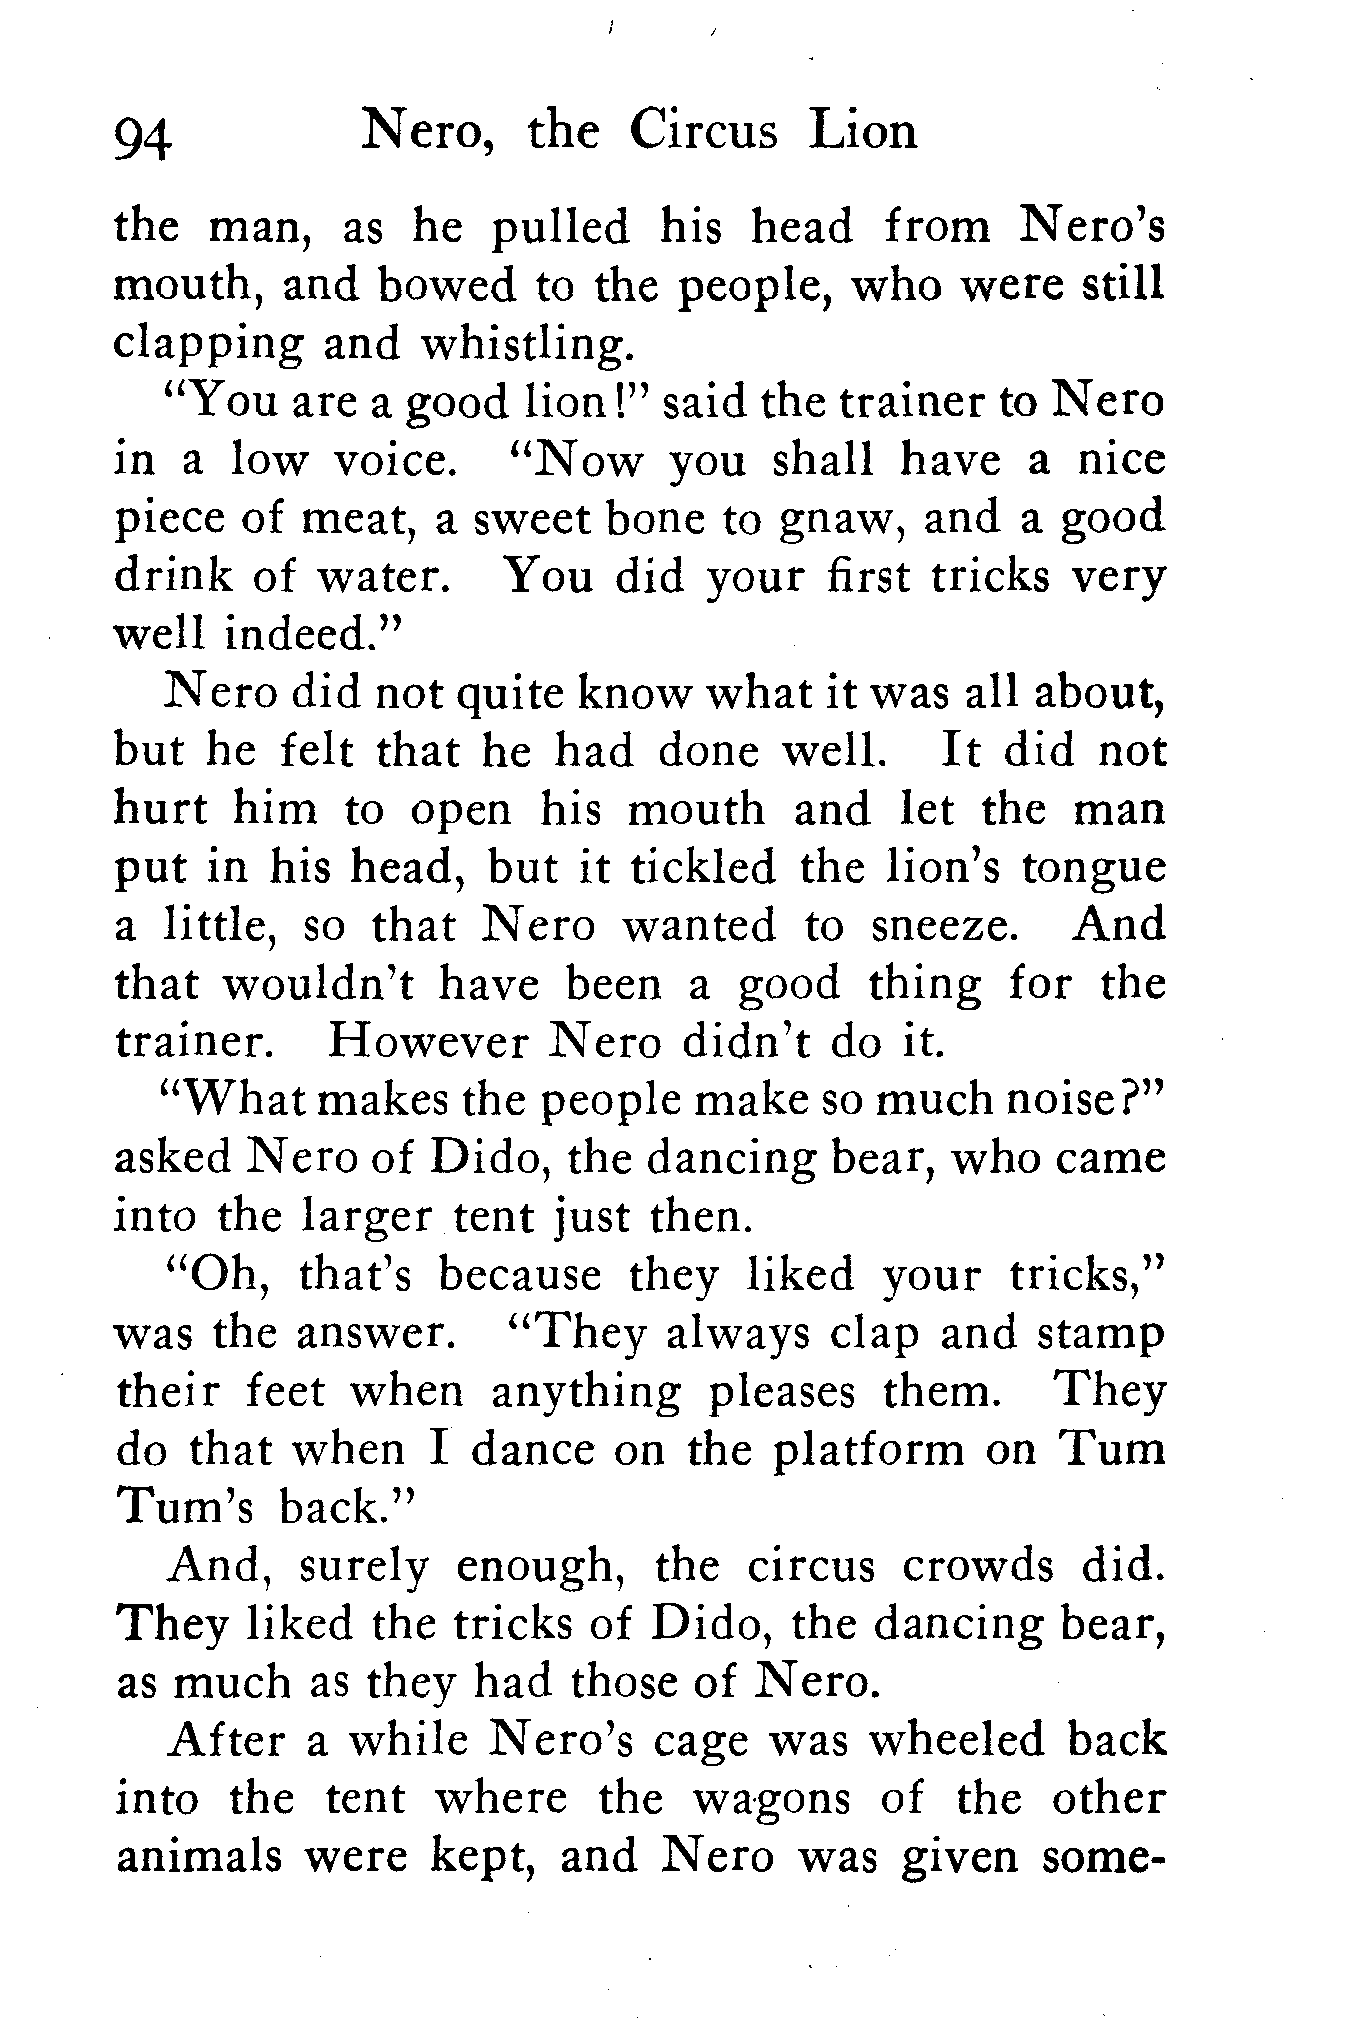 94 Nero, the Circus Lion
the man, as he pulled his head from Nero's
mouth, and bowed to the people, who were still
clapping and whistling.
"You are a good lion!" said the trainer to Nero
in a low voice. "Now you shall have a nice
piece of meat, a sweet bone to gnaw, and a good
drink of water. You did your first tricks very
well indeed."
Nero did not quite know what it was all about,
but he felt that he had done well. It did not
hurt him to open his mouth and let the man
put in his head, but it tickled the lion's tongue
a little, so that Nero wanted to sneeze. And
that wouldn't have been a good thing for the
trainer. However Nero didn't do it.
"What makes the people make so much noise?"
asked Nero of Dido, the dancing bear, who came
into the larger tent just then.
"Oh, that's because they liked your tricks,"
was the answer. "They always clap and stamp
their feet when anything pleases them. They
do that when I dance on the platform on Tum
Tum's back."
And, surely enough, the circus crowds did.
They liked the tricks of Dido, the dancing bear,
as much as they had those of Nero.
After a while Nero's cage was wheeled back
into the tent where the wagons of the other
animals were kept, and Nero was given some-